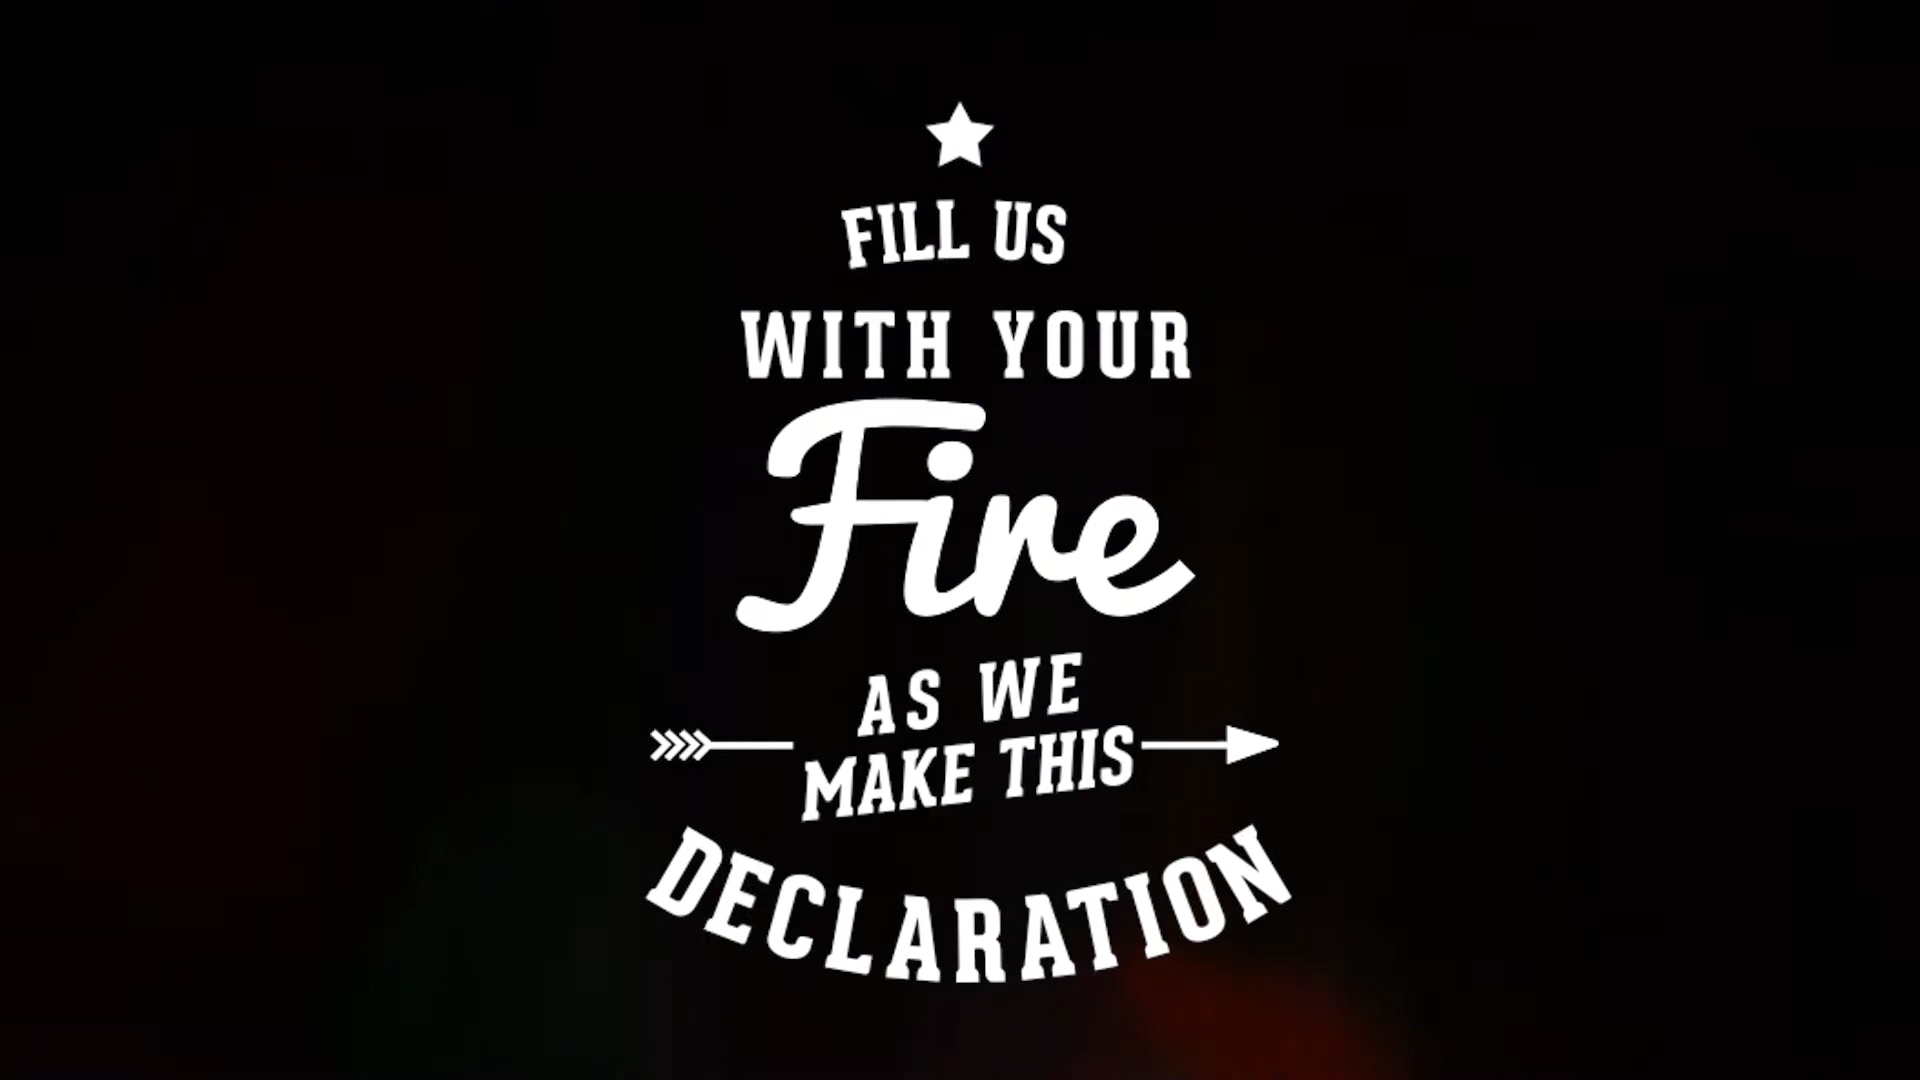 FILL US
WITH YOUR
Fire
AS WE
MAKE THIS
DECLARATION